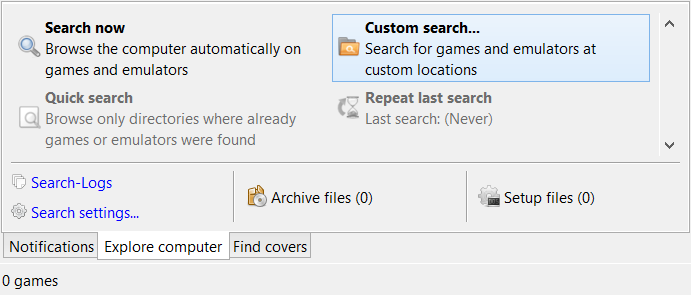 Search now
Browse the computer automatically on
games and emulators
Custom search...
Search for games and emulators at
custom locations
Quick search
Browse only directories where already
games or emulators were found
Repeat last search
Last search: (Never)
Search-Logs
Search settings...
Archive files (0)
Setup files (0)
Notifications
Explore computer
Find covers
0 games